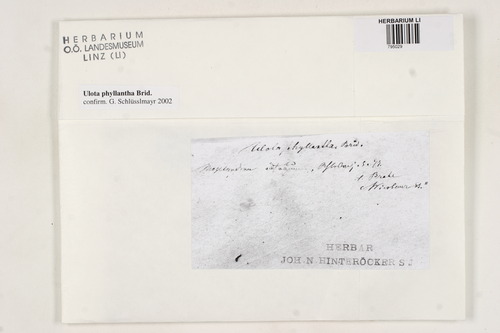 HERBARIUM
O.Ö. LANDESMUSEUM
LINZ (LI)
HERBARIUM LI
Ulota phyllantha Brid.
confirm. G. Schlüsslmayr 2002
Ulota phyllantha Brid.
HERBAR
JOH. N. HINTERÖCKER S J